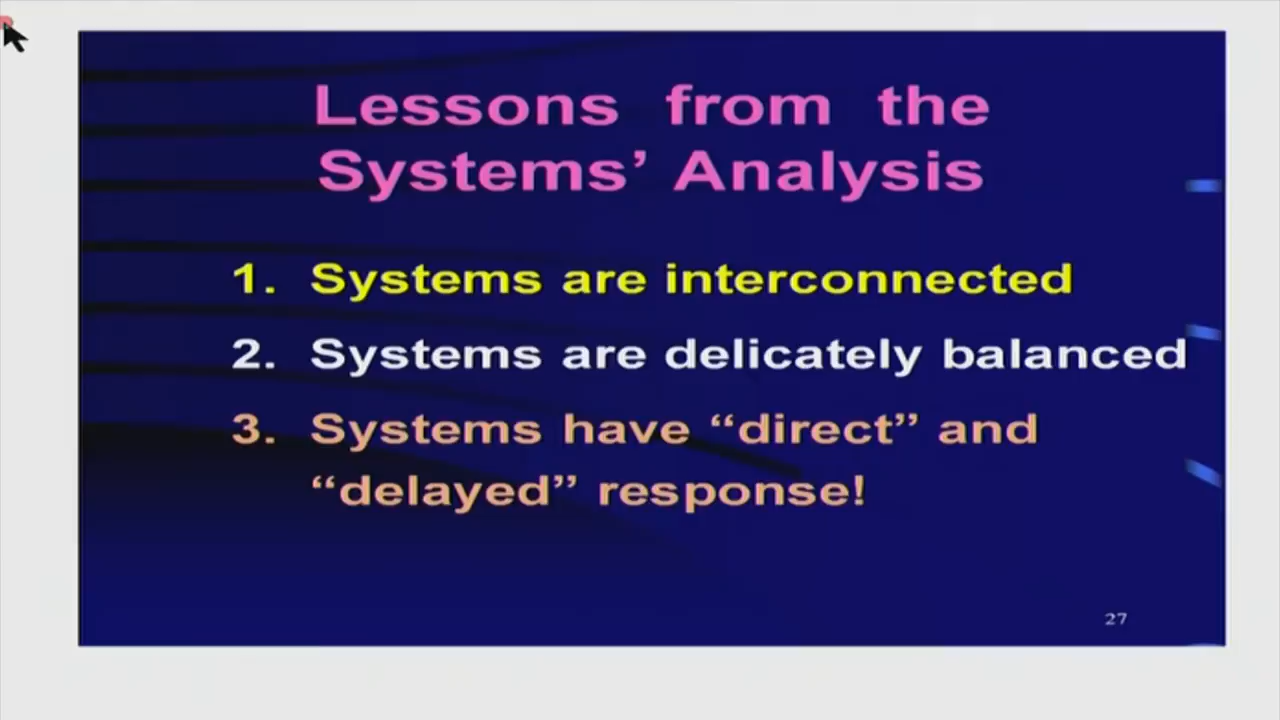 Lessons from the
Systems’ Analysis
1. Systems are interconnected
2. Systems are delicately balanced
3. Systems have “direct” and
“delayed” response!
27